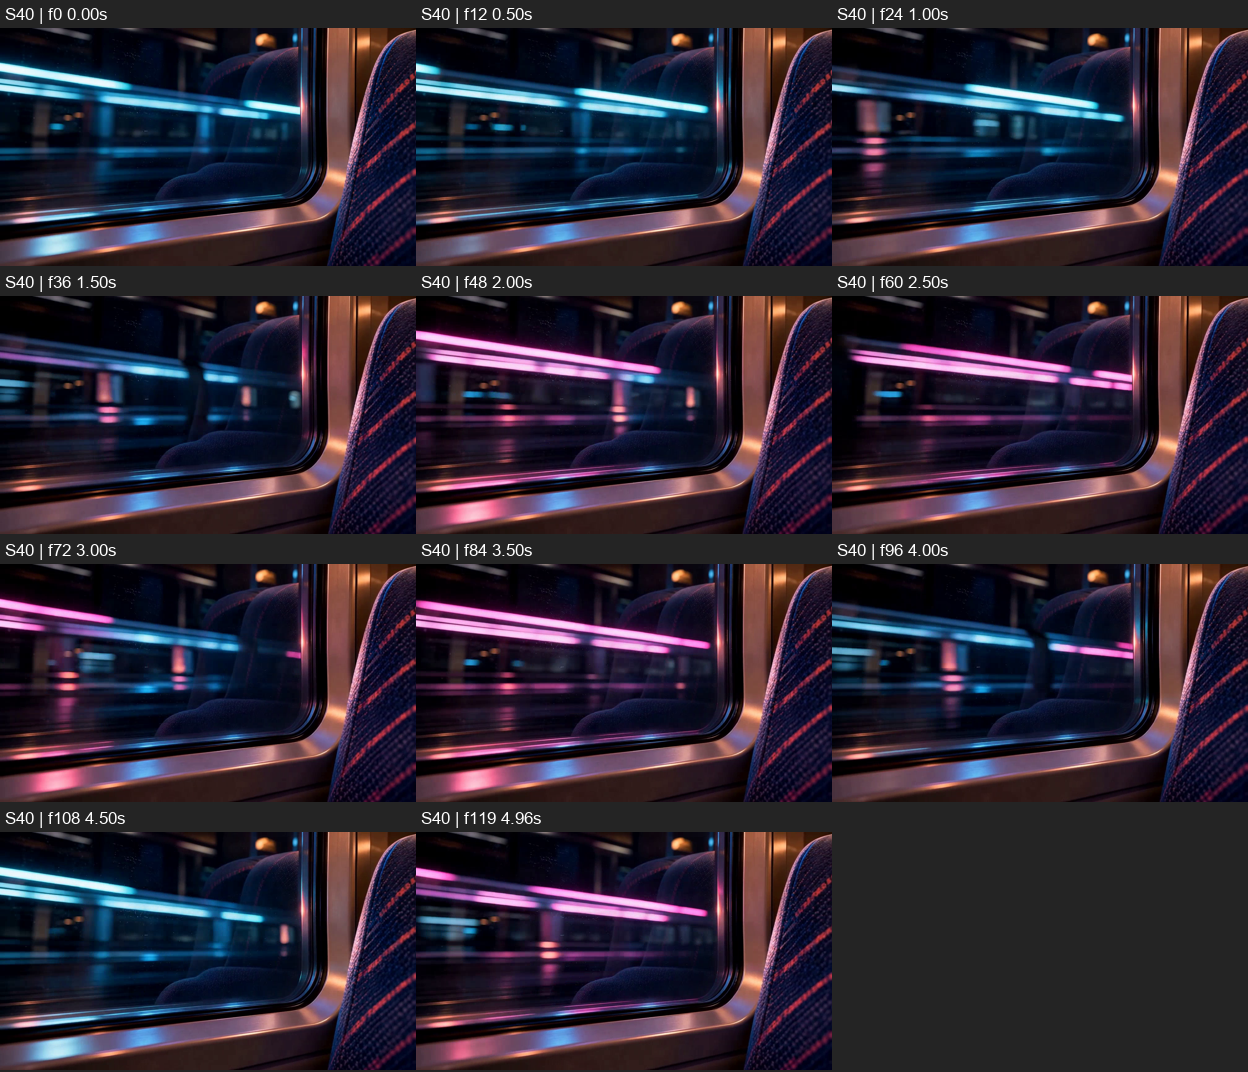 S40 | f0 0.00s
S40 | f12 0.50s
S40 | f24 1.00s
S40 | f36 1.50s
S40 | f48 2.00s
S40 | f60 2.50s
S40 | f72 3.00s
S40 | f84 3.50s
S40 | f96 4.00s
S40 | f108 4.50s
S40 | f119 4.96s